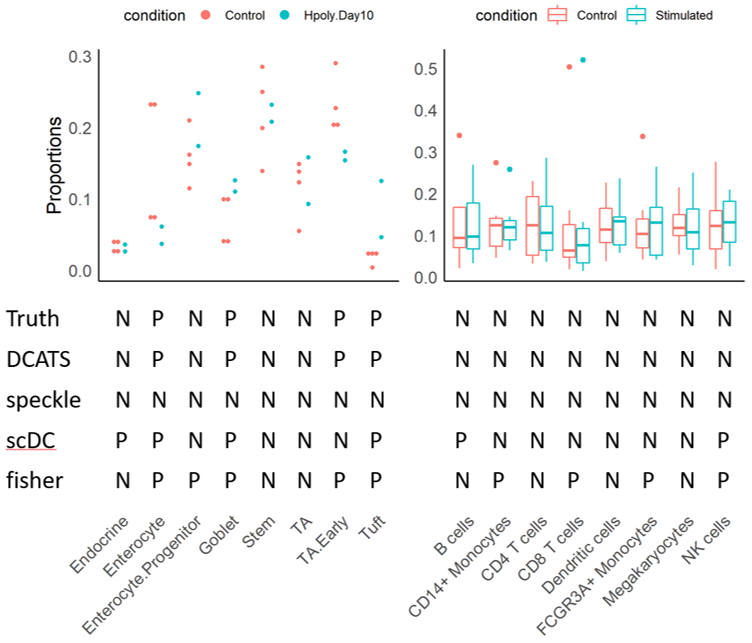 condition Control Hpoly.Day10
condition Control Stimulated
Proportions
0.3
0.2
0.1
0.0
0.5
0.4
0.3
0.2
0.1
0.0
Truth N P N P N N P P N N N N N N N N
DCATS N P N P N N P P N N N N N N N N
speckle N N N N N N N N N N N N N N N N
scDC P P N P N N N P P N N N N N N P
fisher N P P P N N P P N P N P N P N P
Endocrine
Enterocyte
Enterocyte.Progenitor
Goblet
Stem
TA
TA.Early
Tuft
B cells
CD14+ Monocytes
CD4 T cells
CD8 T cells
Dendritic cells
FCGR3A+ Monocytes
Megakaryocytes
NK cells